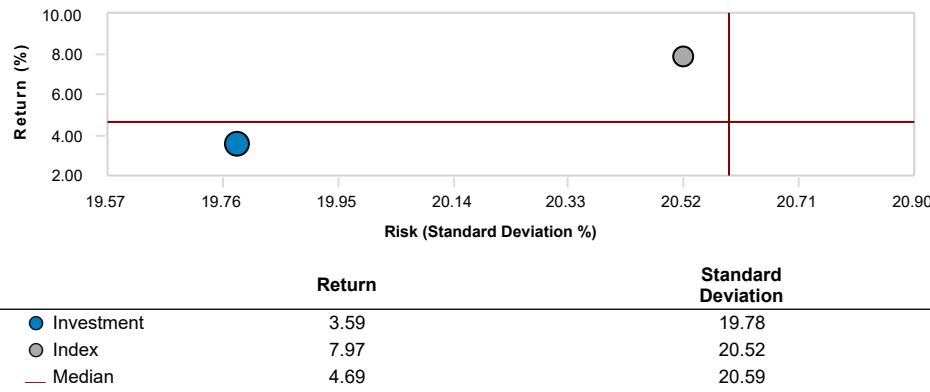 10.00
8.00
6.00
4.00
2.00
Return (%)
19.57 19.76 19.95 20.14 20.33 20.52 20.71 20.90
Risk (Standard Deviation %)
Return Standard
Deviation
Investment 3.59 19.78
Index 7.97 20.52
Median 4.69 20.59